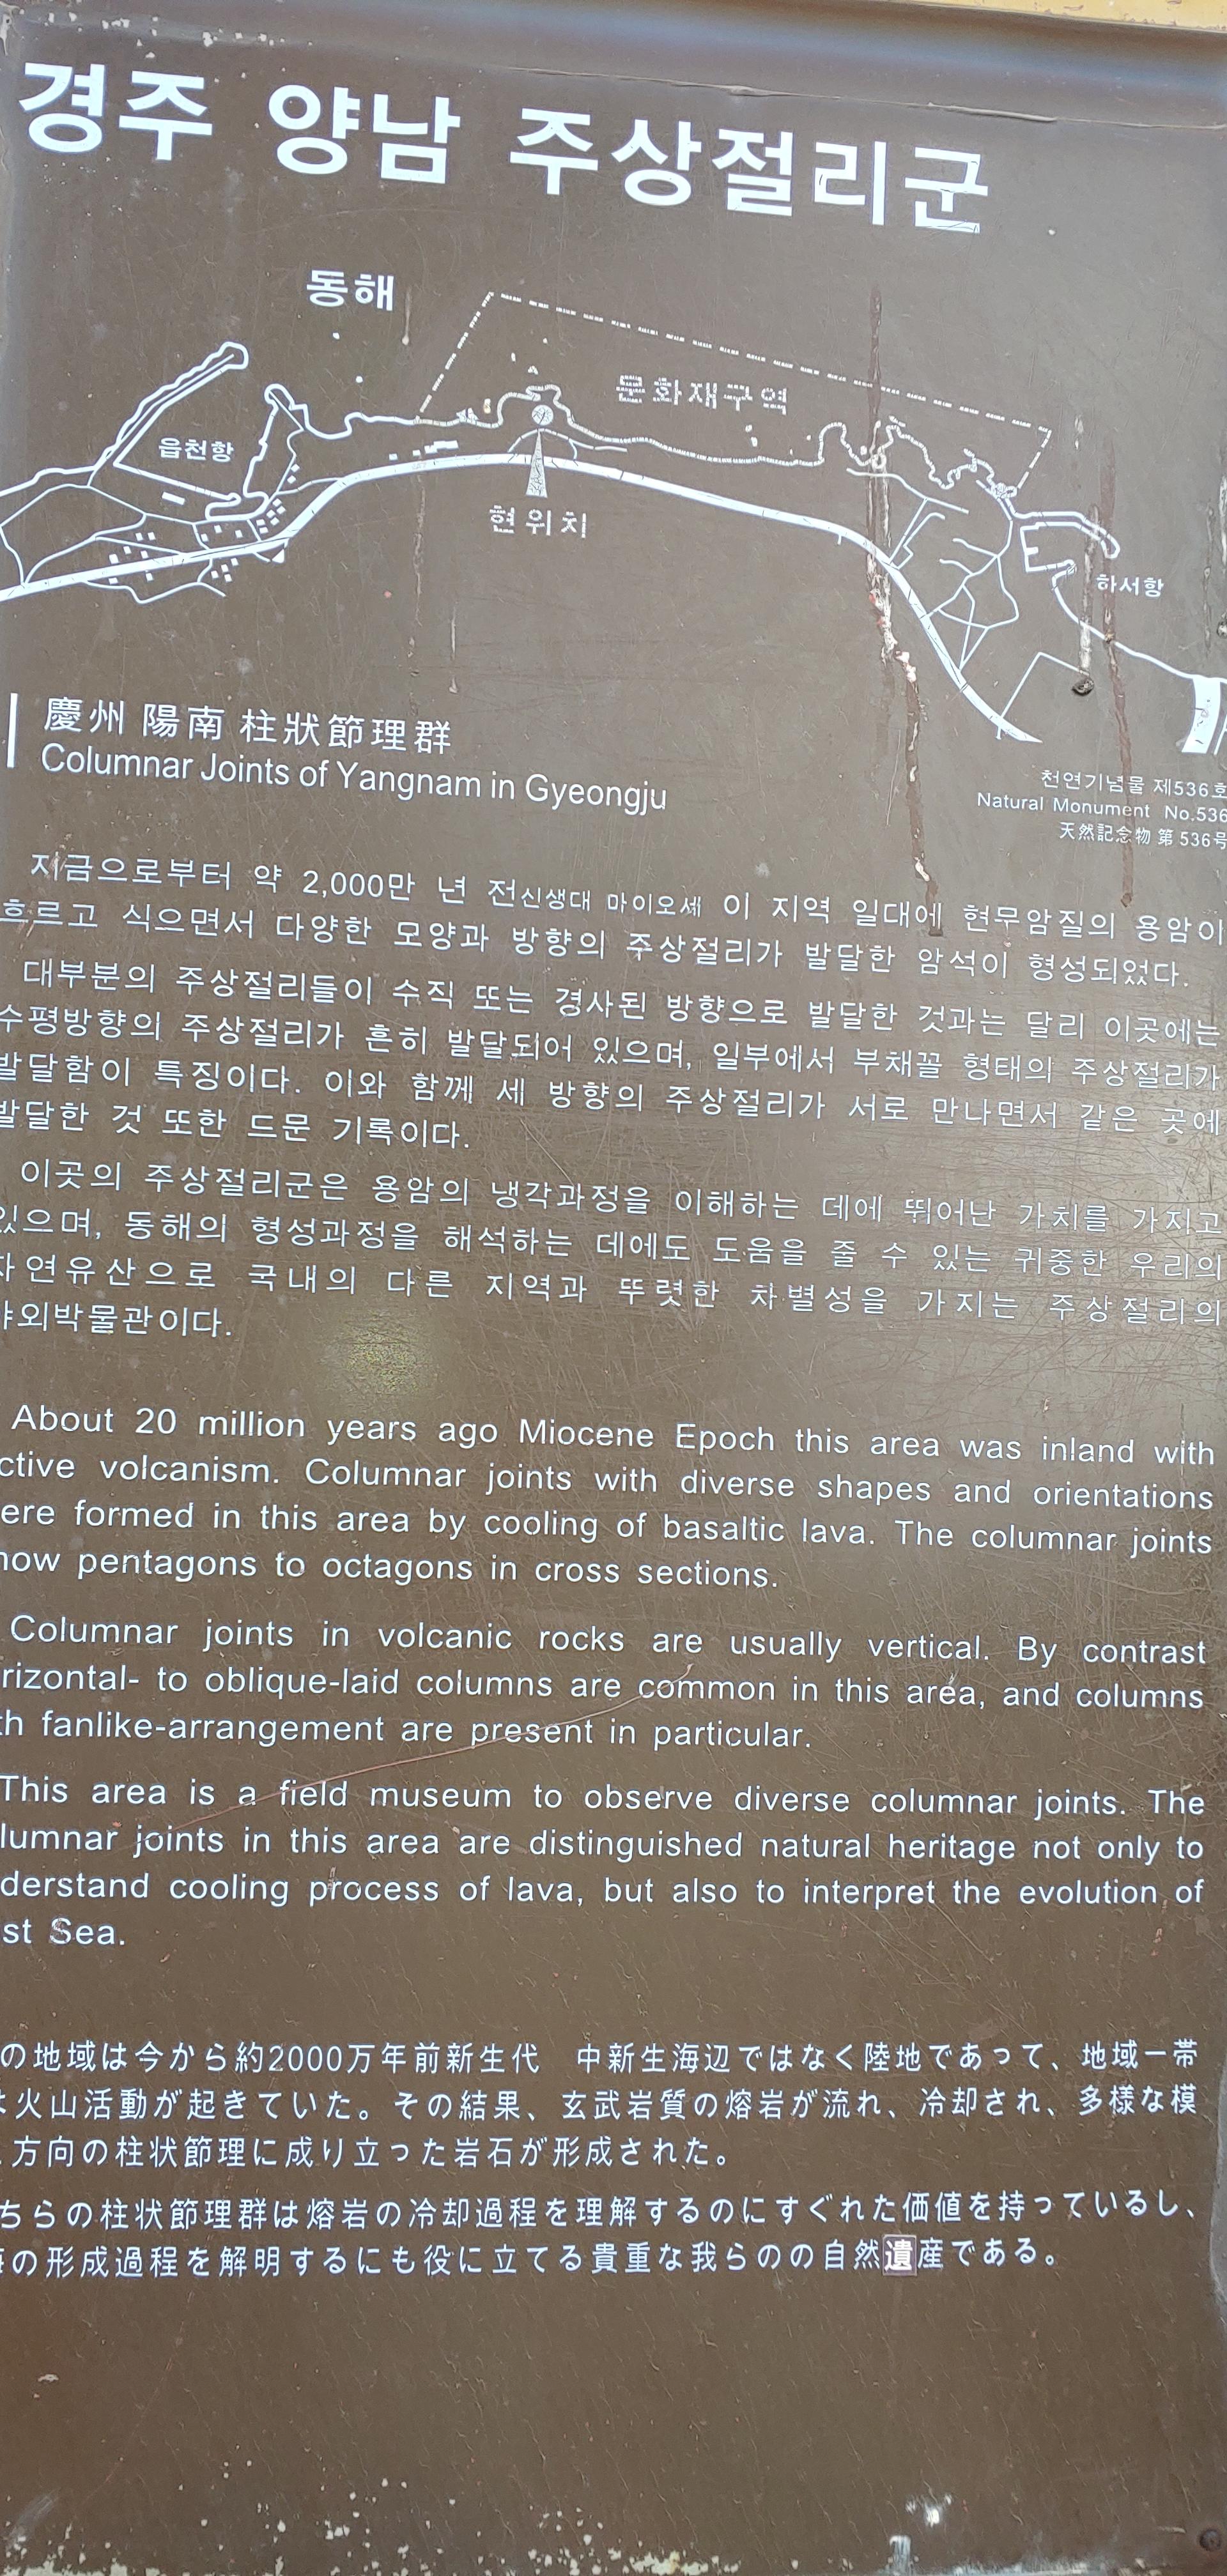 경주 양남 주상절리군
동해
문화재구역
읍천항
현위치
하서항
慶州 陽南 柱狀節理群
Columnar Joints of Yangnam in Gyeongju
천연기념물 제536호
Natural Monument No.536
天然記念物 第 536号
지금으로부터 약 2,000만 년 전신생대 마이오세 이 지역 일대에 현무암질의 용암이
흐르고 식으면서 다양한 모양과 방향의 주상절리가 발달한 암석이 형성되었다.
대부분의 주상절리들이 수직 또는 경사된 방향으로 발달한 것과는 달리 이곳에는
수평방향의 주상절리가 흔히 발달되어 있으며, 일부에서 부채꼴 형태의 주상절리가
발달함이 특징이다. 이와 함께 세 방향의 주상절리가 서로 만나면서 같은 곳에
발달한 것 또한 드문 기록이다.
이곳의 주상절리군은 용암의 냉각과정을 이해하는 데에 뛰어난 가치를 가지고
있으며, 동해의 형성과정을 해석하는 데에도 도움을 줄 수 있는 귀중한 우리의
자연유산으로 국내의 다른 지역과 뚜렷한 차별성을 가지는 주상절리의
야외박물관이다.
About 20 million years ago Miocene Epoch this area was inland with
ctive volcanism. Columnar joints with diverse shapes and orientations
ere formed in this area by cooling of basaltic lava. The columnar joints
how pentagons to octagons in cross sections.
Columnar joints in volcanic rocks are usually vertical. By contrast
rizontal- to oblique-laid columns are common in this area, and columns
th fanlike-arrangement are present in particular.
This area is a field museum to observe diverse columnar joints. The
lumnar joints in this area are distinguished natural heritage not only to
derstand cooling process of lava, but also to interpret the evolution of
st Sea.
の地域は今から約2000万年前新生代 中新生海辺ではなく陸地であって、地域一帯
火山活動が起きていた。その結果、玄武岩質の熔岩が流れ、冷却され、多様な模
方向の柱状節理に成り立った岩石が形成された。
ちらの柱状節理群は熔岩の冷却過程を理解するのにすぐれた価値を持っているし、
の形成過程を解明するにも役に立てる貴重な我らのの自然遺産である。